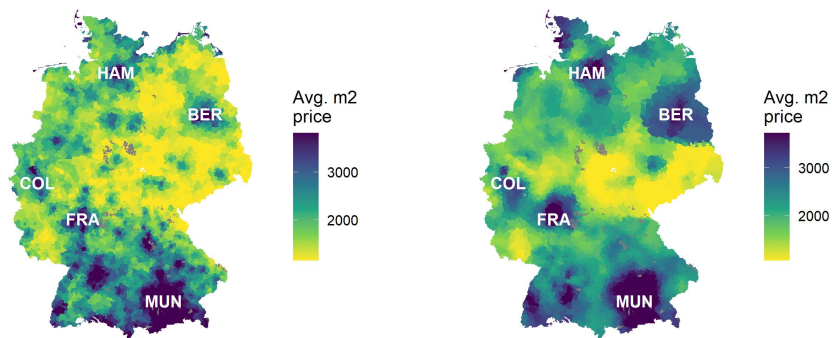 HAM
BER
COL
FRA
MUN
Avg. m2
price
3000
2000
HAM
BER
COL
FRA
MUN
Avg. m2
price
3000
2000